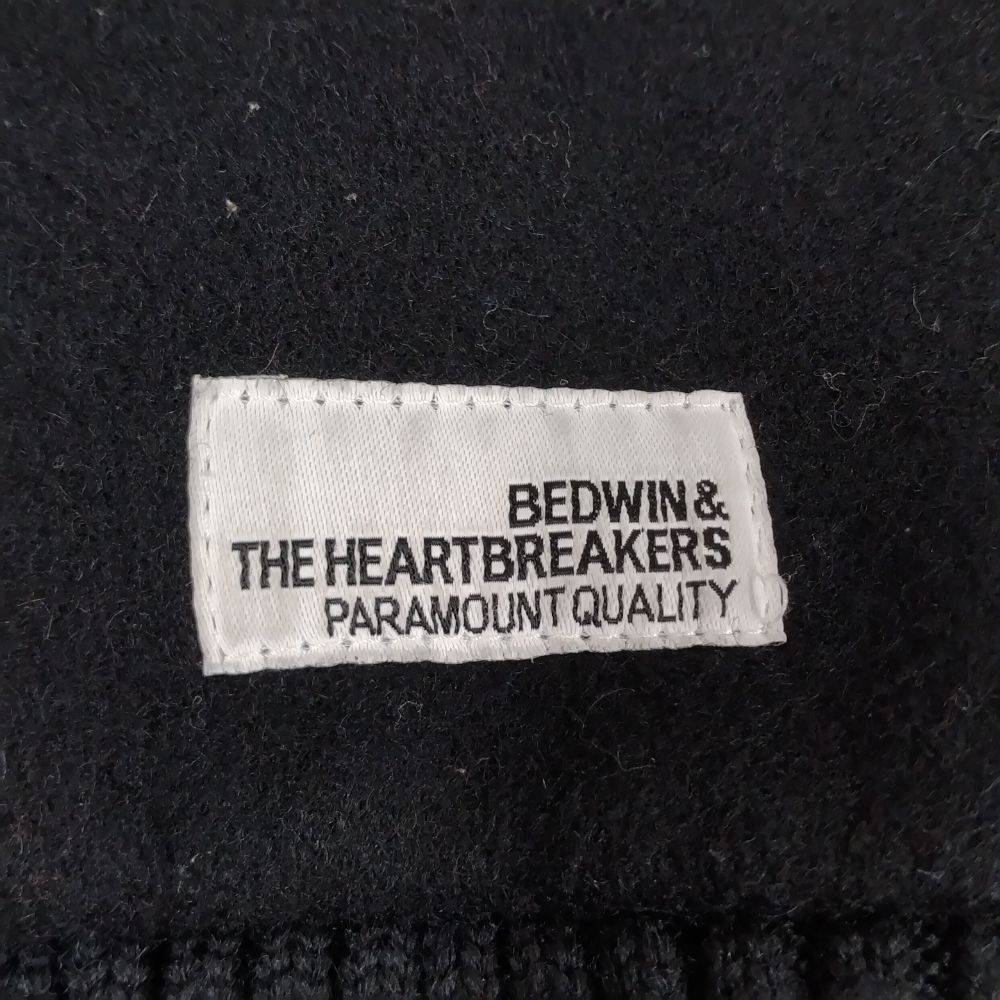 BEDWIN &
THE HEARTBREAKERS
PARAMOUNT QUALITY